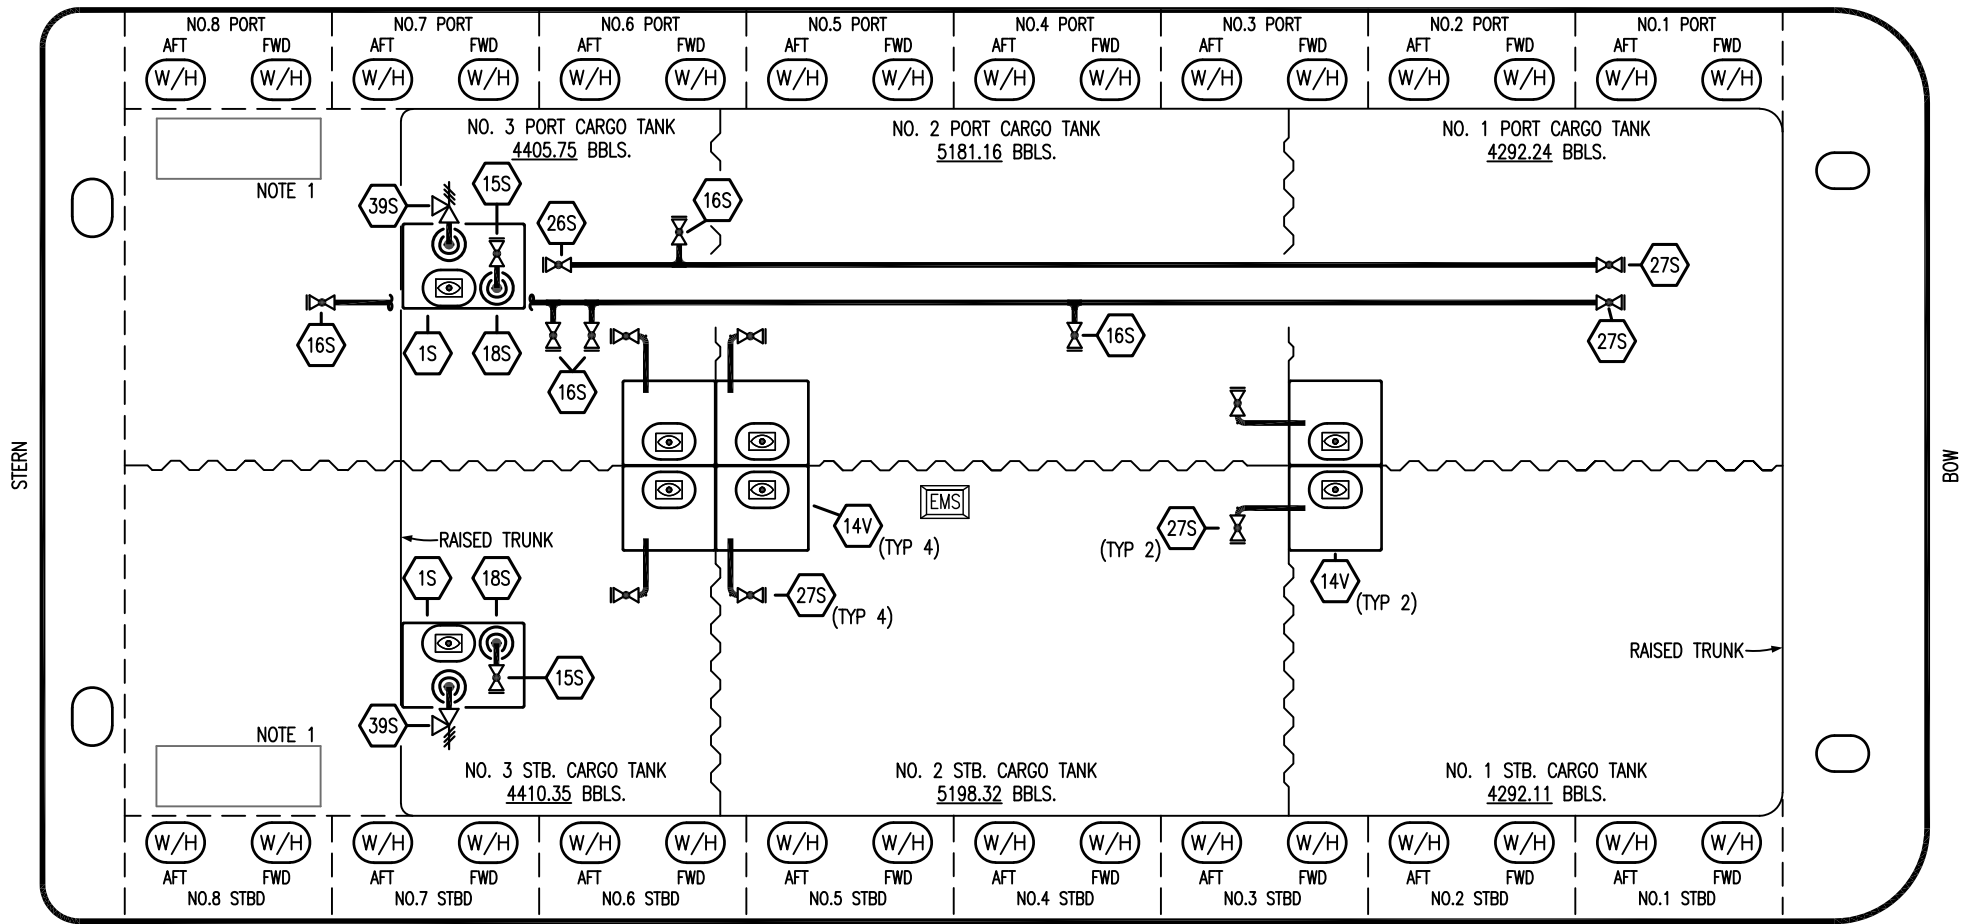 NO.8 PORT
NO.7 PORT
NO.6 PORT
NO.5 PORT
NO.4 PORT
NO.3 PORT
NO.2 PORT
NO.1 PORT
AFT FWD AFT FWD AFT FWD AFT FWD AFT FWD AFT FWD AFT FWD AFT FWD
W/H W/H W/H W/H W/H W/H W/H W/H W/H W/H W/H W/H W/H W/H W/H W/H
NO. 3 PORT CARGO TANK
4405.75 BBLS.
NO. 2 PORT CARGO TANK
5181.16 BBLS.
NO. 1 PORT CARGO TANK
4292.24 BBLS.
NOTE 1
39S
15S
26S
16S
27S
16S
1S
18S
16S
16S
27S
STERN
BOW
EMS
14V
(TYP 4)
27S
(TYP 2)
14V
(TYP 2)
RAISED TRUNK
1S
18S
27S
(TYP 4)
RAISED TRUNK
15S
39S
NOTE 1
NO. 3 STB. CARGO TANK
4410.35 BBLS.
NO. 2 STB. CARGO TANK
5198.32 BBLS.
NO. 1 STB. CARGO TANK
4292.11 BBLS.
W/H W/H W/H W/H W/H W/H W/H W/H W/H W/H W/H W/H W/H W/H W/H W/H
AFT FWD AFT FWD AFT FWD AFT FWD AFT FWD AFT FWD AFT FWD AFT FWD
NO.8 STBD
NO.7 STBD
NO.6 STBD
NO.5 STBD
NO.4 STBD
NO.3 STBD
NO.2 STBD
NO.1 STBD